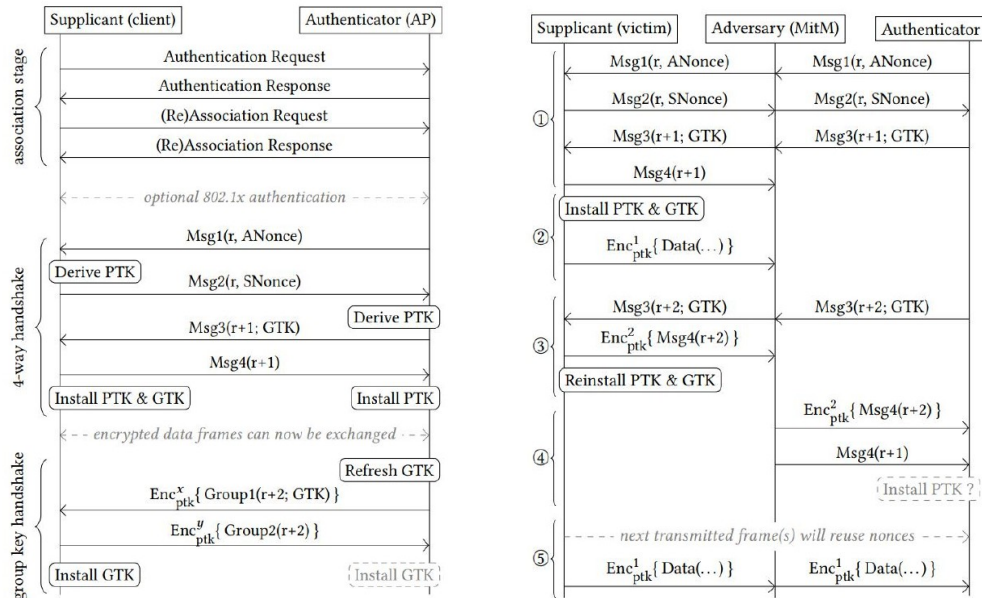 Supplicant (client)
Authenticator (AP)
association stage
Authentication Request
Authentication Response
(Re)Association Request
(Re)Association Response
optional 802.1x authentication
4-way handshake
Msg1(r, ANonce)
Derive PTK
Msg2(r, SNonce)
Derive PTK
Msg3(r+1; GTK)
Msg4(r+1)
Install PTK & GTK
Install PTK
encrypted data frames can now be exchanged
group key handshake
Refresh GTK
Enc^x_ptk{ Group1(r+2; GTK) }
Enc^y_ptk{ Group2(r+2) }
Install GTK
Install GTK
Supplicant (victim)
Adversary (MitM)
Authenticator
①
Msg1(r, ANonce)
Msg1(r, ANonce)
Msg2(r, SNonce)
Msg2(r, SNonce)
Msg3(r+1; GTK)
Msg3(r+1; GTK)
Msg4(r+1)
②
Install PTK & GTK
Enc^1_ptk{ Data(...) }
③
Msg3(r+2; GTK)
Msg3(r+2; GTK)
Enc^2_ptk{ Msg4(r+2) }
Reinstall PTK & GTK
④
Enc^2_ptk{ Msg4(r+2) }
Msg4(r+1)
Install PTK ?
⑤
next transmitted frame(s) will reuse nonces
Enc^1_ptk{ Data(...) }
Enc^1_ptk{ Data(...) }